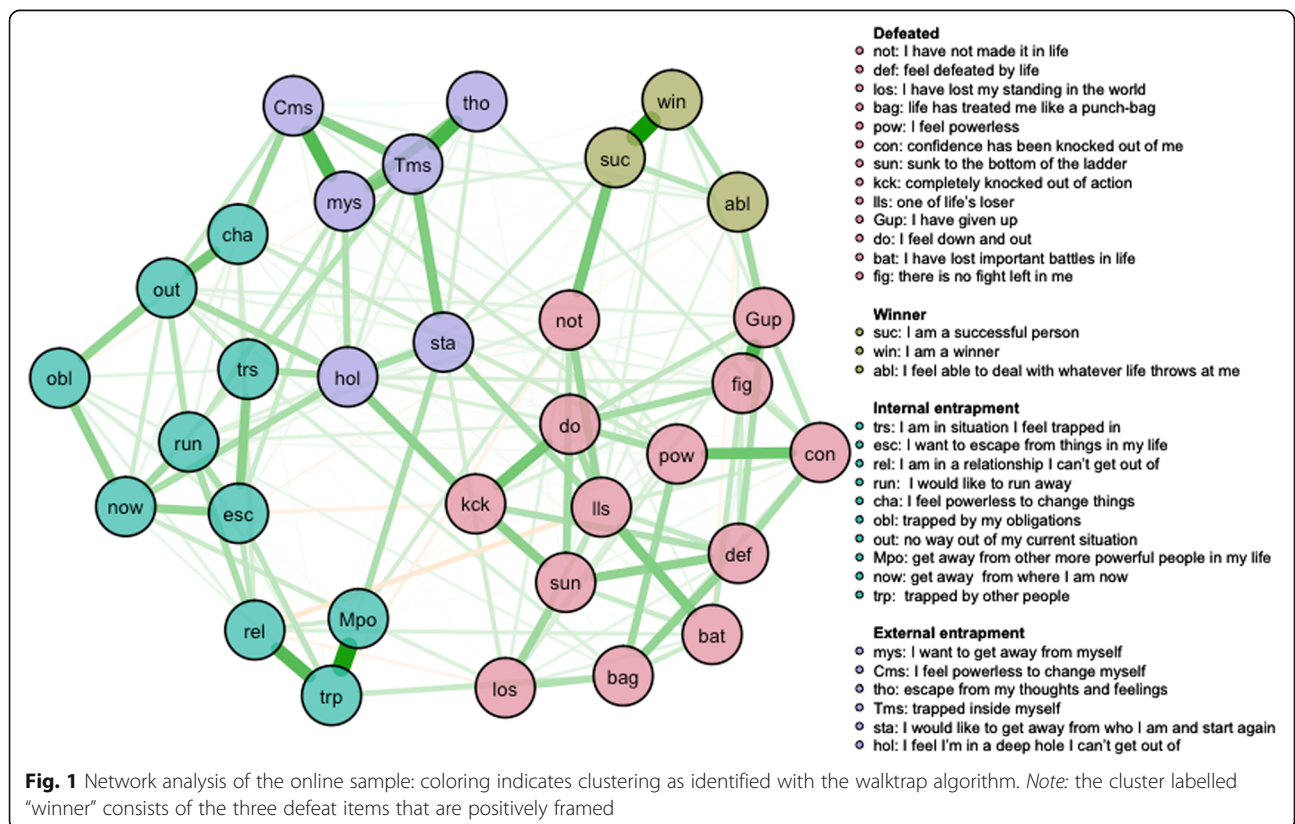 Cms
tho
win
Tms
suc
mys
abl
cha
out
not
Gup
sta
obl
trs
hol
fig
do
run
pow
con
now
esc
kck
lls
def
sun
rel
Mpo
bat
trp
los
bag
Defeated
not: I have not made it in life
def: feel defeated by life
los: I have lost my standing in the world
bag: life has treated me like a punch-bag
pow: I feel powerless
con: confidence has been knocked out of me
sun: sunk to the bottom of the ladder
kck: completely knocked out of action
lls: one of life's loser
Gup: I have given up
do: I feel down and out
bat: I have lost important battles in life
fig: there is no fight left in me
Winner
suc: I am a successful person
win: I am a winner
abl: I feel able to deal with whatever life throws at me
Internal entrapment
trs: I am in situation I feel trapped in
esc: I want to escape from things in my life
rel: I am in a relationship I can't get out of
run: I would like to run away
cha: I feel powerless to change things
obl: trapped by my obligations
out: no way out of my current situation
Mpo: get away from other more powerful people in my life
now: get away from where I am now
trp: trapped by other people
External entrapment
mys: I want to get away from myself
Cms: I feel powerless to change myself
tho: escape from my thoughts and feelings
Tms: trapped inside myself
sta: I would like to get away from who I am and start again
hol: I feel I'm in a deep hole I can't get out of
Fig. 1 Network analysis of the online sample: coloring indicates clustering as identified with the walktrap algorithm. Note: the cluster labelled
"winner" consists of the three defeat items that are positively framed